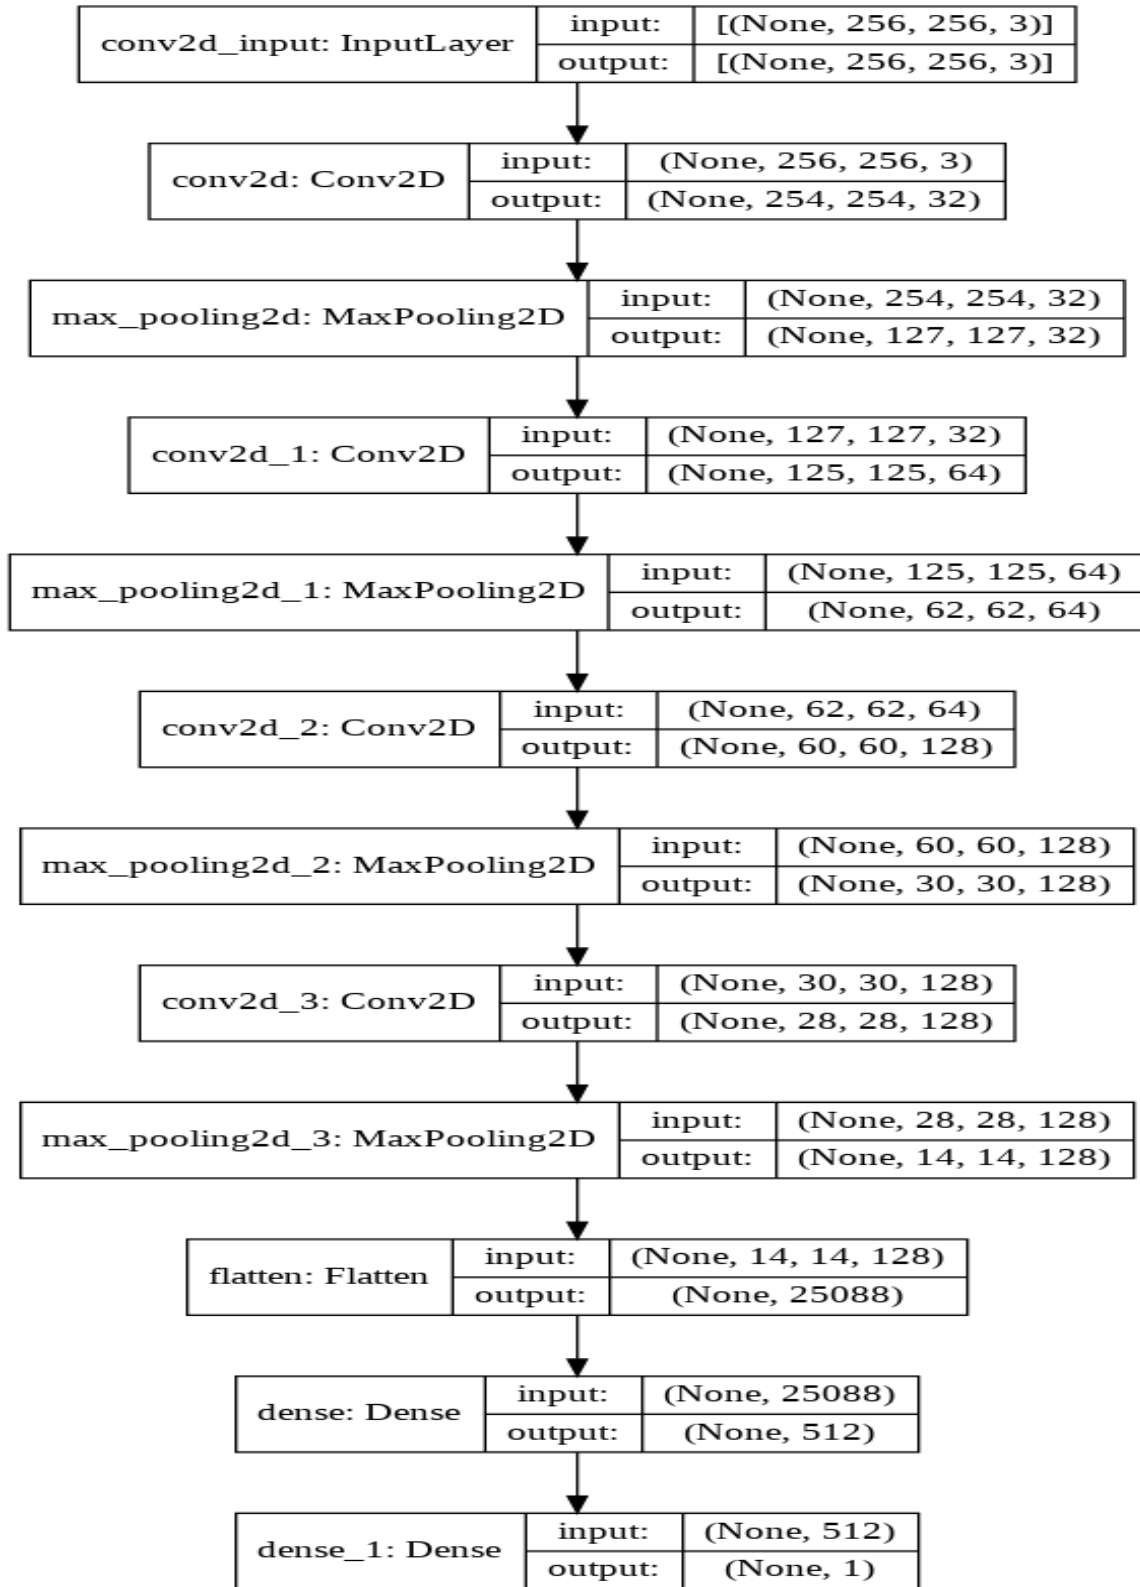 conv2d_input: InputLayer
input: [(None, 256, 256, 3)]
output: [(None, 256, 256, 3)]
conv2d: Conv2D
input: (None, 256, 256, 3)
output: (None, 254, 254, 32)
max_pooling2d: MaxPooling2D
input: (None, 254, 254, 32)
output: (None, 127, 127, 32)
conv2d_1: Conv2D
input: (None, 127, 127, 32)
output: (None, 125, 125, 64)
max_pooling2d_1: MaxPooling2D
input: (None, 125, 125, 64)
output: (None, 62, 62, 64)
conv2d_2: Conv2D
input: (None, 62, 62, 64)
output: (None, 60, 60, 128)
max_pooling2d_2: MaxPooling2D
input: (None, 60, 60, 128)
output: (None, 30, 30, 128)
conv2d_3: Conv2D
input: (None, 30, 30, 128)
output: (None, 28, 28, 128)
max_pooling2d_3: MaxPooling2D
input: (None, 28, 28, 128)
output: (None, 14, 14, 128)
flatten: Flatten
input: (None, 14, 14, 128)
output: (None, 25088)
dense: Dense
input: (None, 25088)
output: (None, 512)
dense_1: Dense
input: (None, 512)
output: (None, 1)